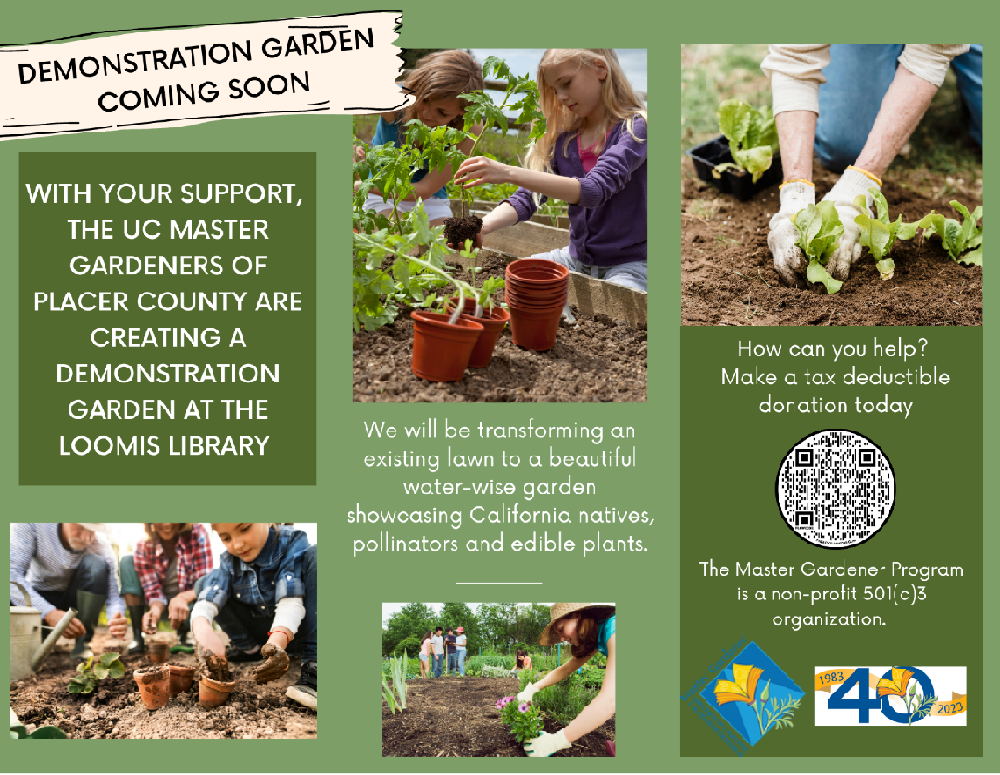 DEMONSTRATION GARDEN
COMING SOON
WITH YOUR SUPPORT,
THE UC MASTER
GARDENERS OF
PLACER COUNTY ARE
CREATING A
DEMONSTRATION
GARDEN AT THE
LOOMIS LIBRARY
We will be transforming an
existing lawn to a beautiful
water-wise garden
showcasing California natives,
pollinators and edible plants.
How can you help?
Make a tax deductible
donation today
The Master Gardener Program
is a non-profit 501(c)3
organization.
1983
40
2023